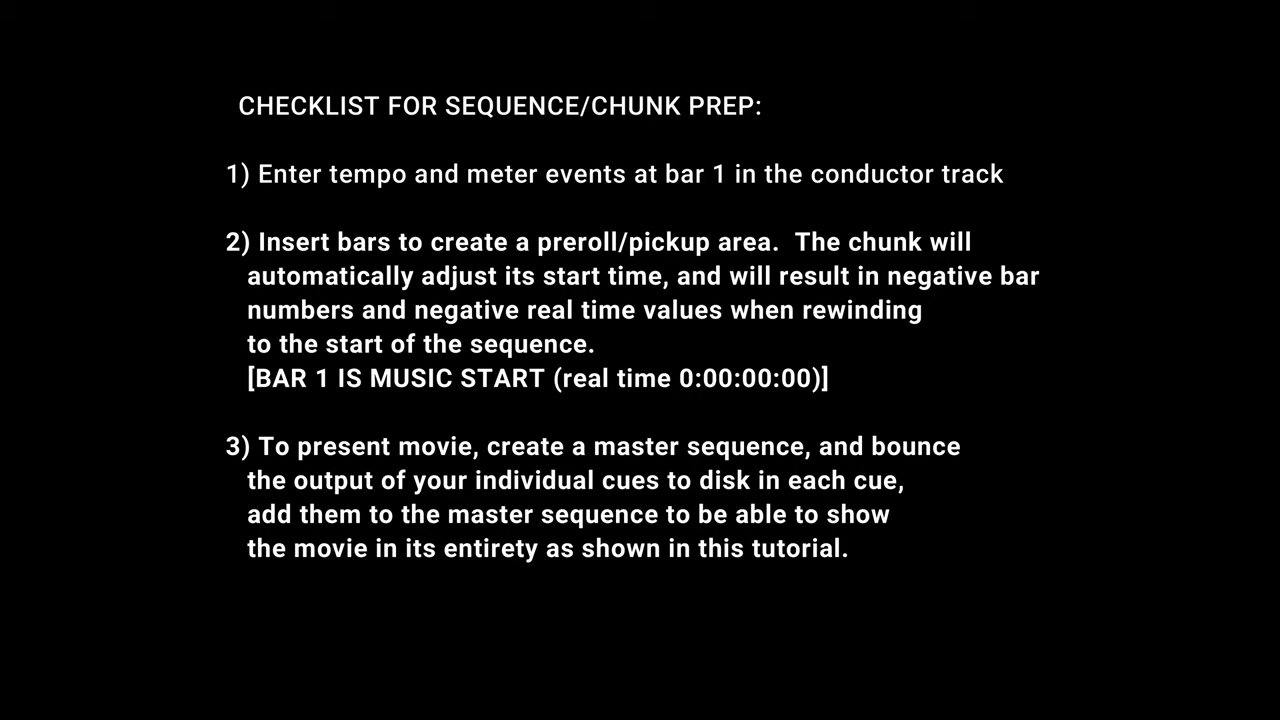 CHECKLIST FOR SEQUENCE/CHUNK PREP:
1) Enter tempo and meter events at bar 1 in the conductor track
2) Insert bars to create a preroll/pickup area.  The chunk will
automatically adjust its start time, and will result in negative bar
numbers and negative real time values when rewinding
to the start of the sequence.
[BAR 1 IS MUSIC START (real time 0:00:00:00)]
3) To present movie, create a master sequence, and bounce
the output of your individual cues to disk in each cue,
add them to the master sequence to be able to show
the movie in its entirety as shown in this tutorial.